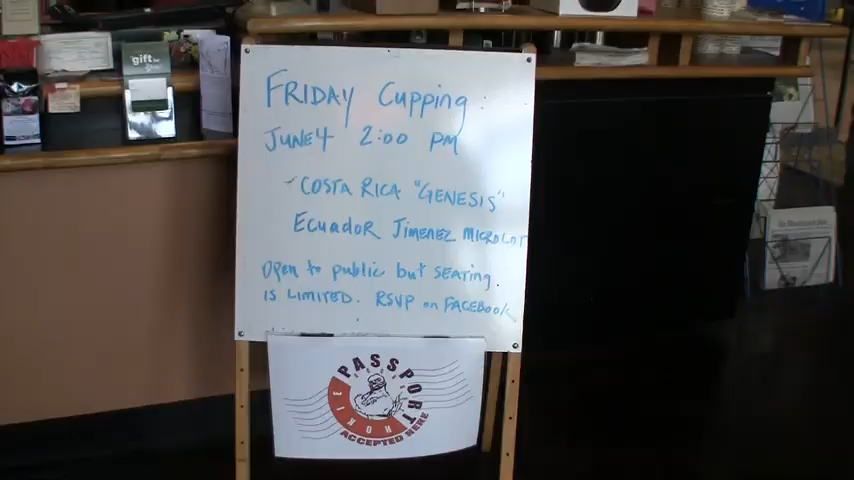 gift
FRIDAY Cupping
JUNE 4 2:00 PM
COSTA RICA "GENESIS"
ECUADOR JIMENEZ MICROLOT
Open to public but SEATING
IS LIMITED. RSVP on FACEBOOK
HOKIE PASSPORT
ACCEPTED HERE